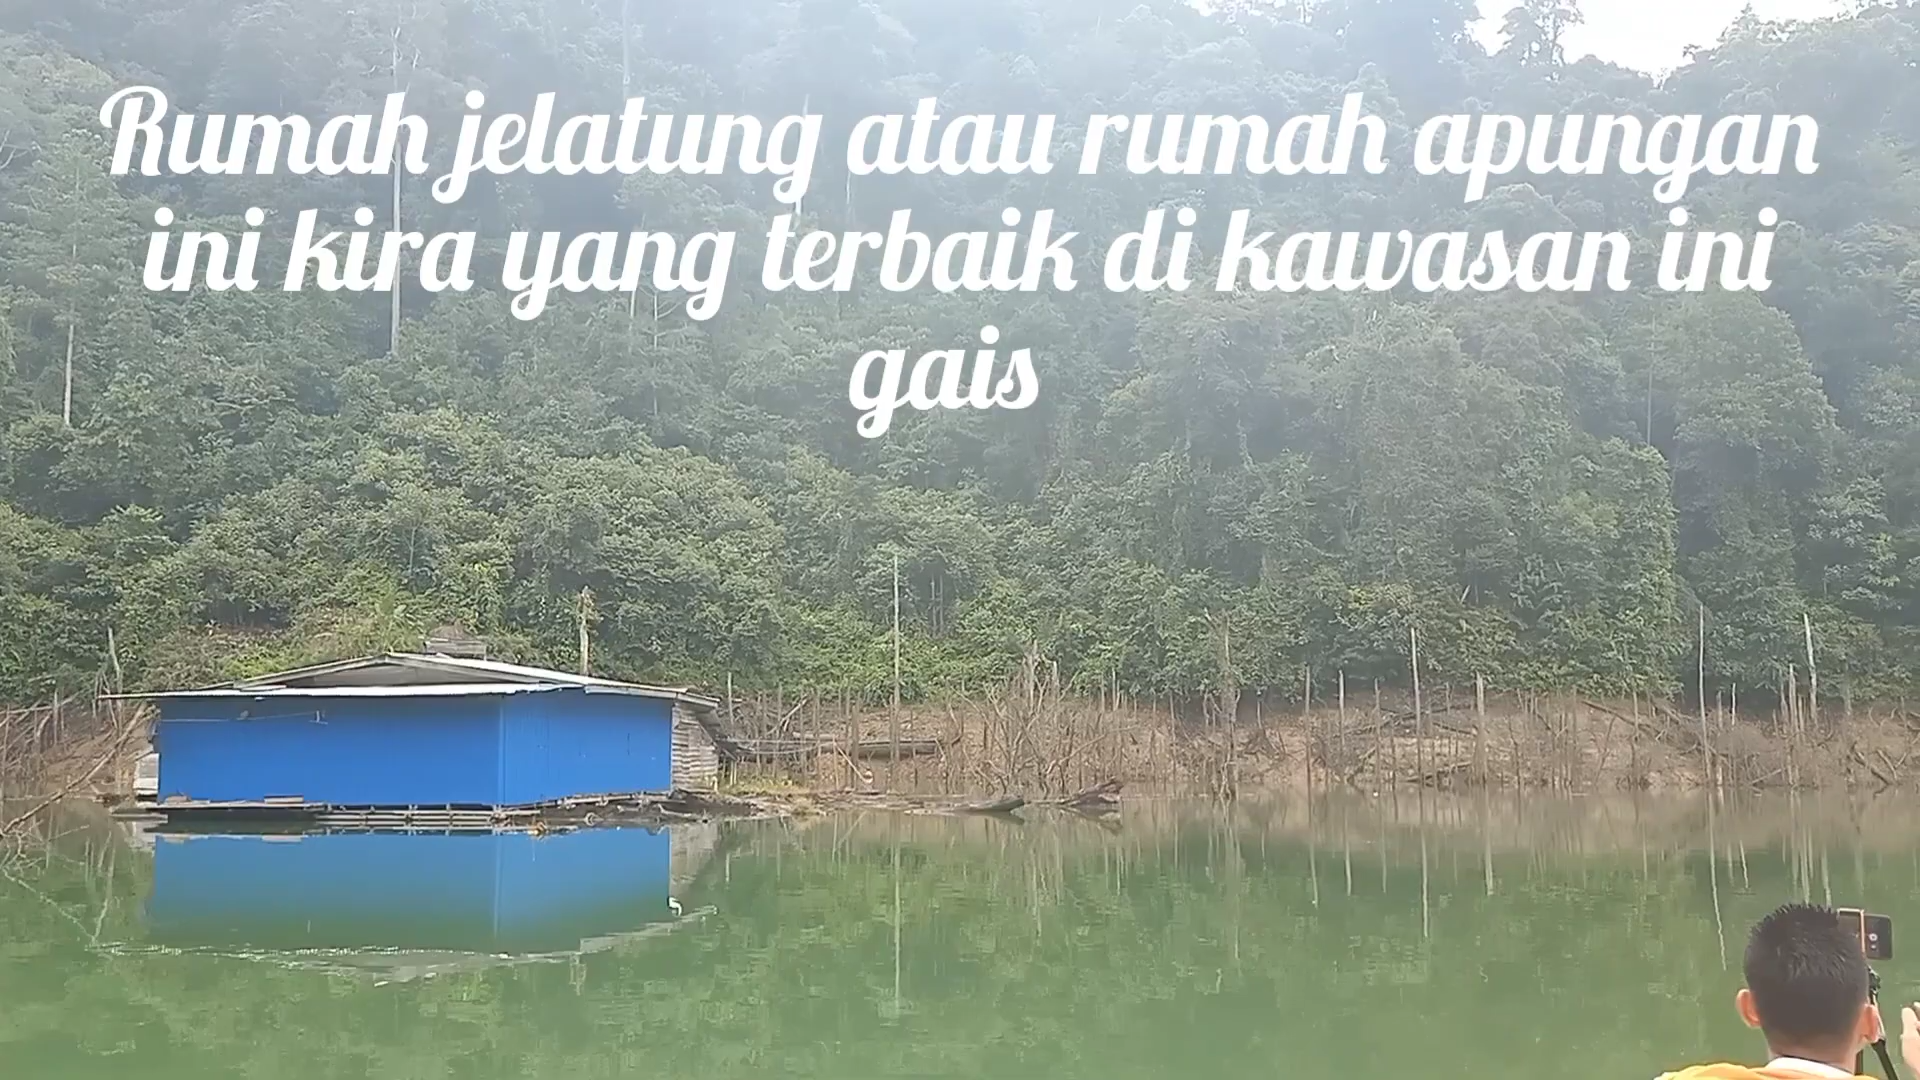 Rumah jelatung atau rumah apungan
ini kira yang terbaik di kawasan ini
gais